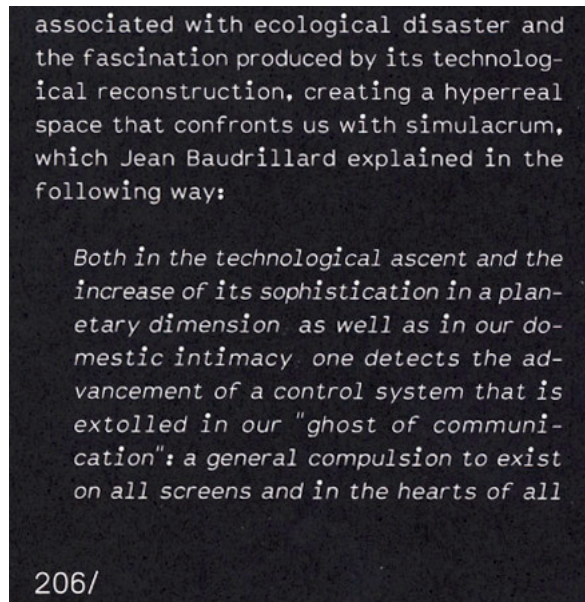 associated with ecological disaster and
the fascination produced by its technolog-
ical reconstruction, creating a hyperreal
space that confronts us with simulacrum,
which Jean Baudrillard explained in the
following way:
Both in the technological ascent and the
increase of its sophistication in a plan-
etary dimension as well as in our do-
mestic intimacy one detects the ad-
vancement of a control system that is
extolled in our "ghost of communi-
cation": a general compulsion to exist
on all screens and in the hearts of all
206/